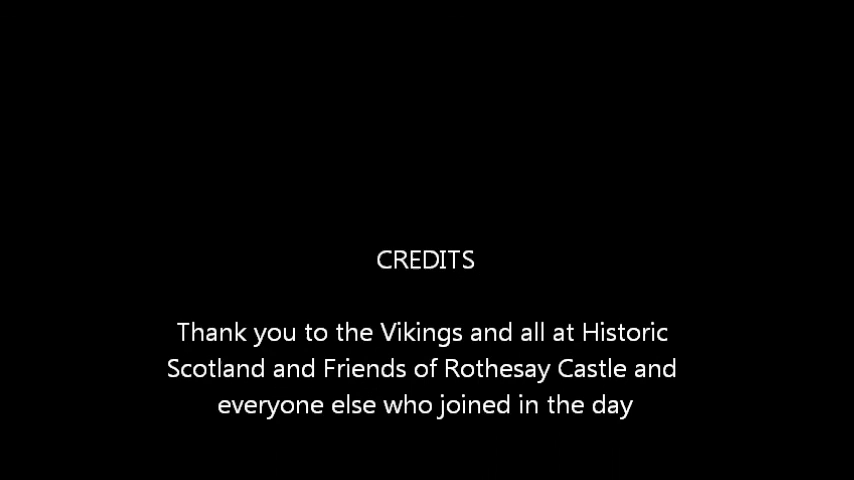 CREDITS
Thank you to the Vikings and all at Historic
Scotland and Friends of Rothesay Castle and
everyone else who joined in the day